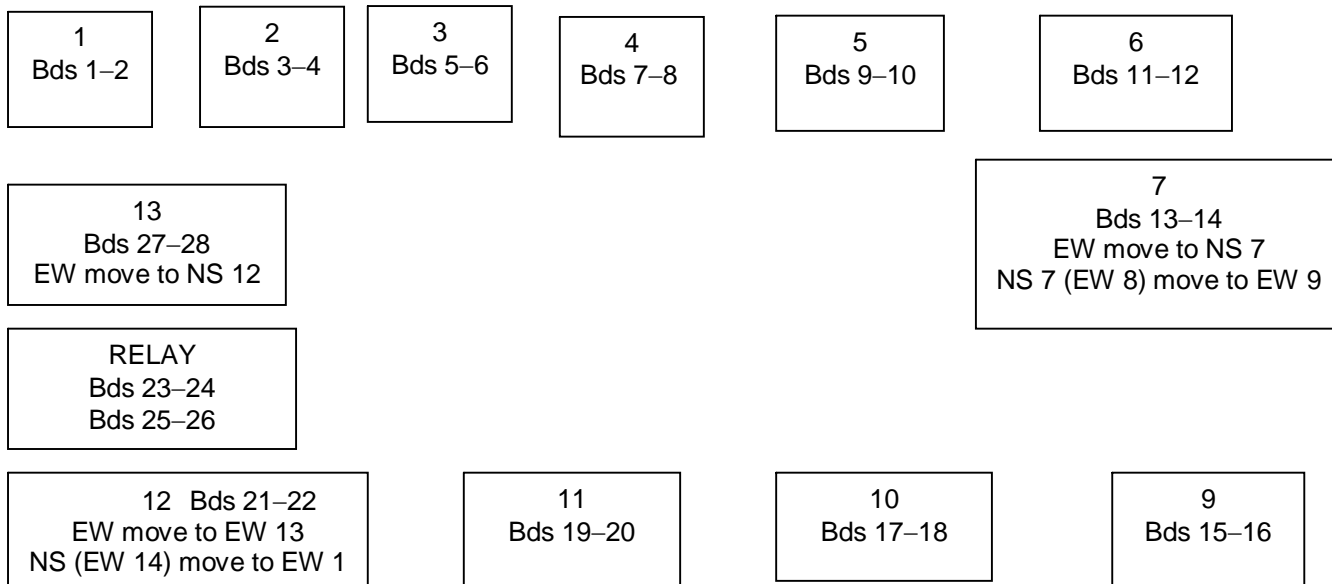 1
Bds 1–2
2
Bds 3–4
3
Bds 5–6
4
Bds 7–8
5
Bds 9–10
6
Bds 11–12
13
Bds 27–28
EW move to NS 12
7
Bds 13–14
EW move to NS 7
NS 7 (EW 8) move to EW 9
RELAY
Bds 23–24
Bds 25–26
12 Bds 21–22
EW move to EW 13
NS (EW 14) move to EW 1
11
Bds 19–20
10
Bds 17–18
9
Bds 15–16